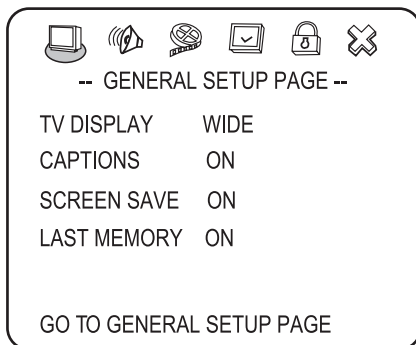 -- GENERAL SETUP PAGE --
TV DISPLAY WIDE
CAPTIONS ON
SCREEN SAVE ON
LAST MEMORY ON
GO TO GENERAL SETUP PAGE